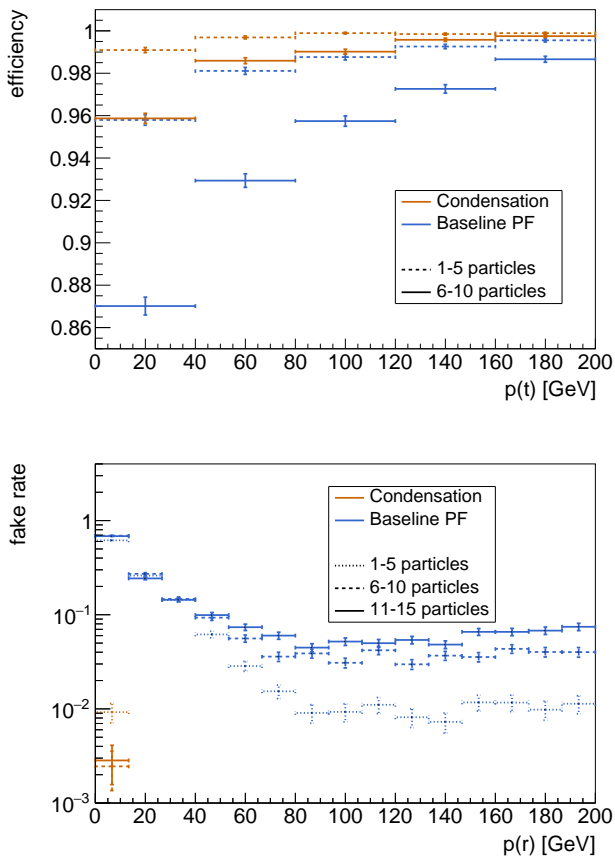 efficiency
1
0.98
0.96
0.94
0.92
0.9
0.88
0.86
Condensation
Baseline PF
1-5 particles
6-10 particles
0 20 40 60 80 100 120 140 160 180 200
p(t) [GeV]
fake rate
1
10−1
10−2
10−3
Condensation
Baseline PF
1-5 particles
6-10 particles
11-15 particles
0 20 40 60 80 100 120 140 160 180 200
p(r) [GeV]